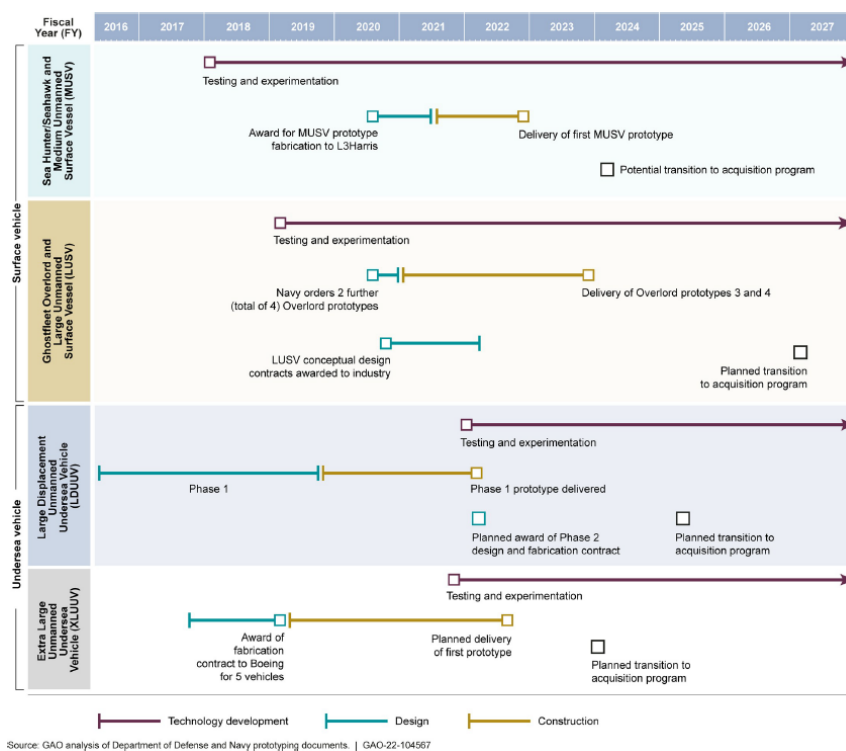 Fiscal
Year (FY)
2016 2017 2018 2019 2020 2021 2022 2023 2024 2025 2026 2027
Surface vehicle
Sea Hunter/Seahawk and
Medium Unmanned
Surface Vessel (MUSV)
Testing and experimentation
Award for MUSV prototype
fabrication to L3Harris
Delivery of first MUSV prototype
Potential transition to acquisition program
Ghostfleet Overlord and
Large Unmanned
Surface Vessel (LUSV)
Testing and experimentation
Navy orders 2 further
(total of 4) Overlord prototypes
Delivery of Overlord prototypes 3 and 4
LUSV conceptual design
contracts awarded to industry
Planned transition
to acquisition program
Undersea vehicle
Large Displacement
Unmanned
Undersea Vehicle
(LDUUV)
Testing and experimentation
Phase 1
Phase 1 prototype delivered
Planned award of Phase 2
design and fabrication contract
Planned transition to
acquisition program
Extra Large
Unmanned
Undersea
Vehicle (XLUUV)
Testing and experimentation
Award of
fabrication
contract to Boeing
for 5 vehicles
Planned delivery
of first prototype
Planned transition to
acquisition program
Technology development
Design
Construction
Source: GAO analysis of Department of Defense and Navy prototyping documents. | GAO-22-104567